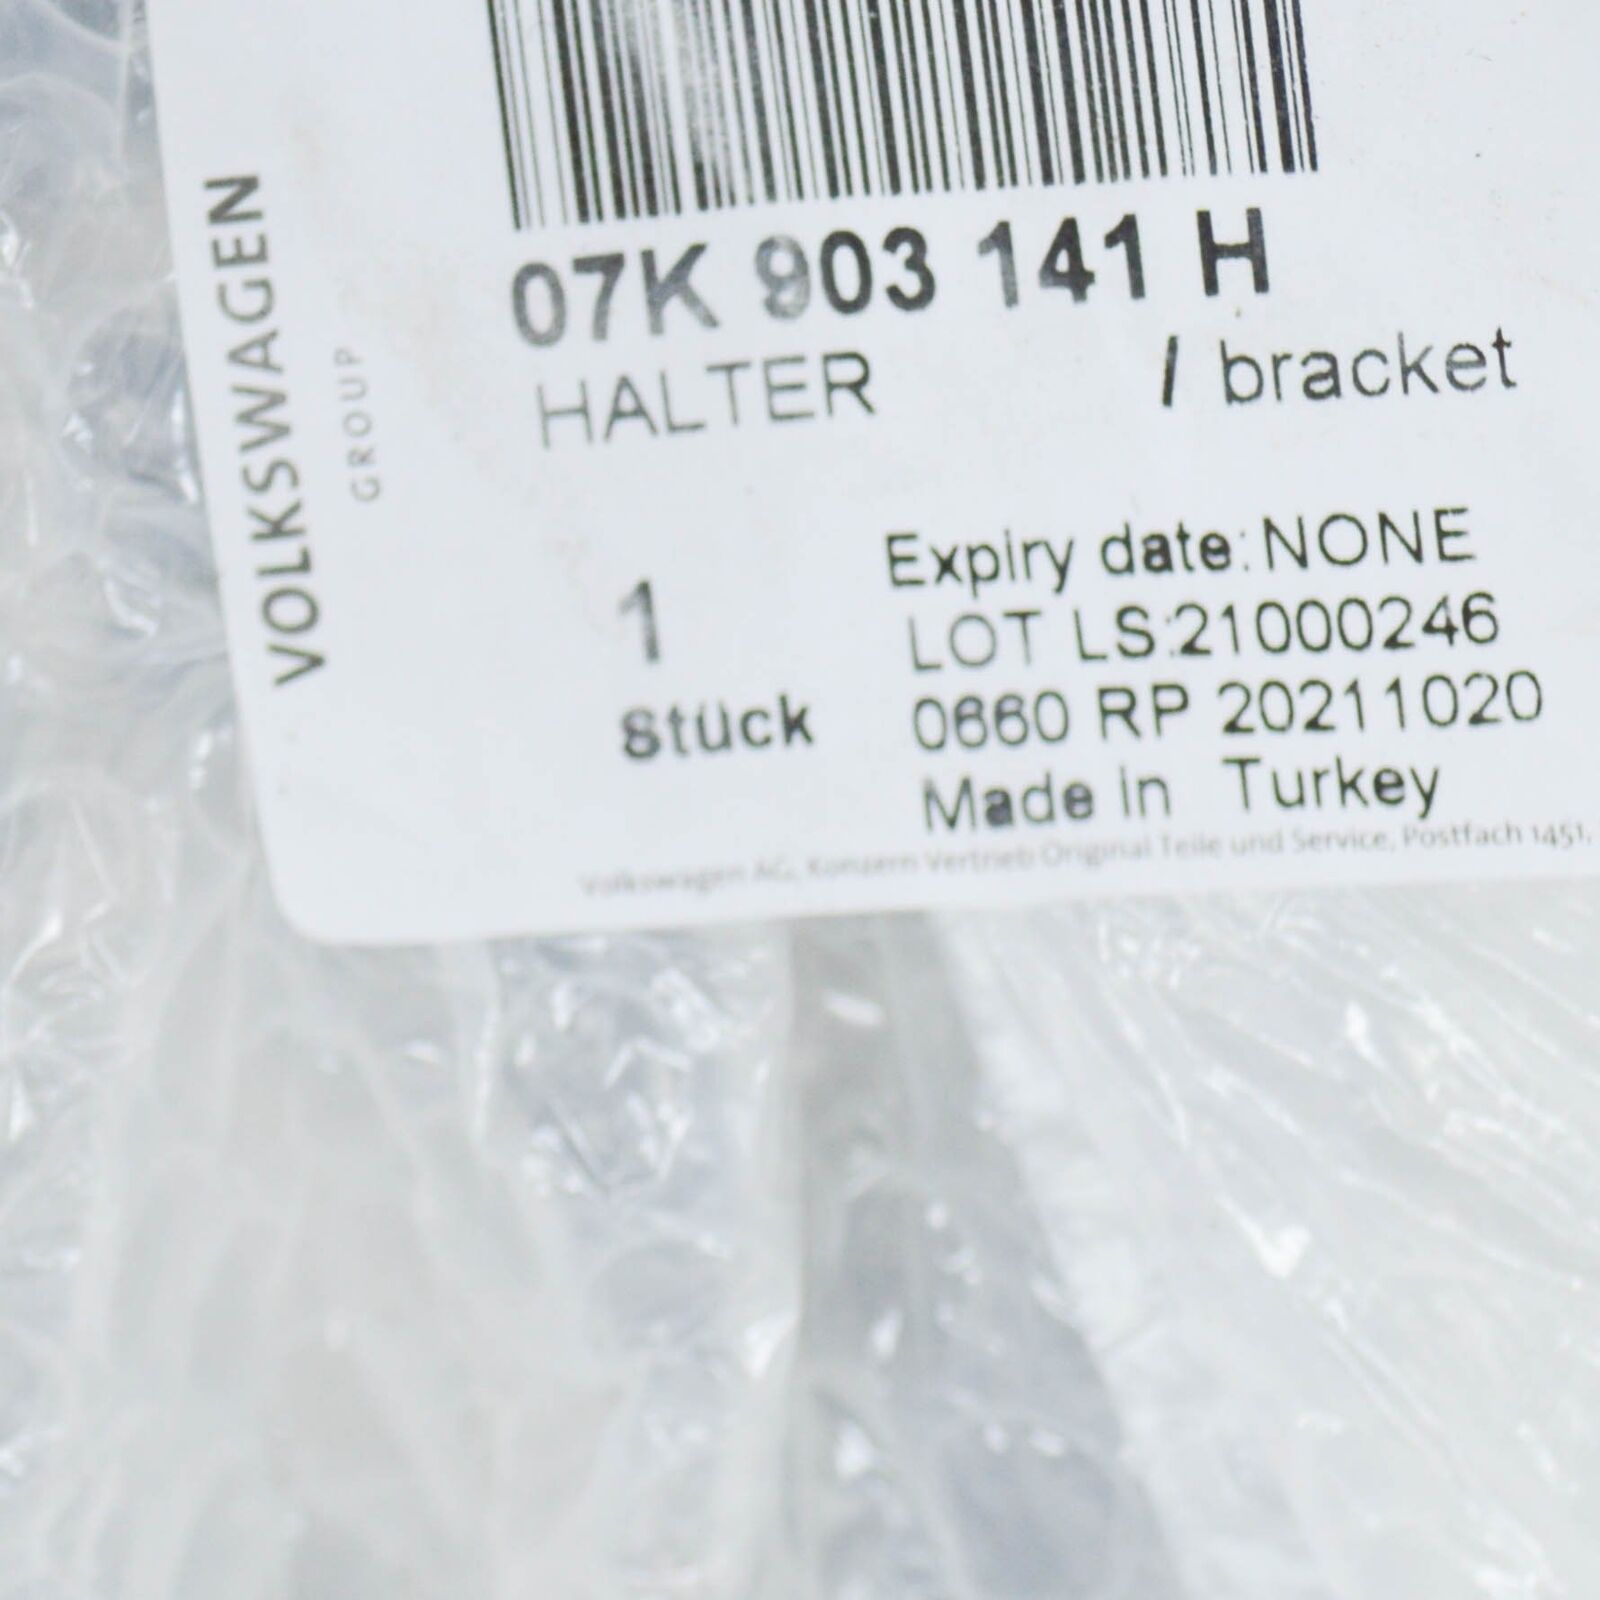 VOLKSWAGEN
GROUP
07K 903 141 H
HALTER / bracket
1
Stück
Expiry date:NONE
LOT LS:21000246
0660 RP 20211020
Made in Turkey
Volkswagen AG, Konzern Vertrieb Original Teile und Service, Postfach 1451,